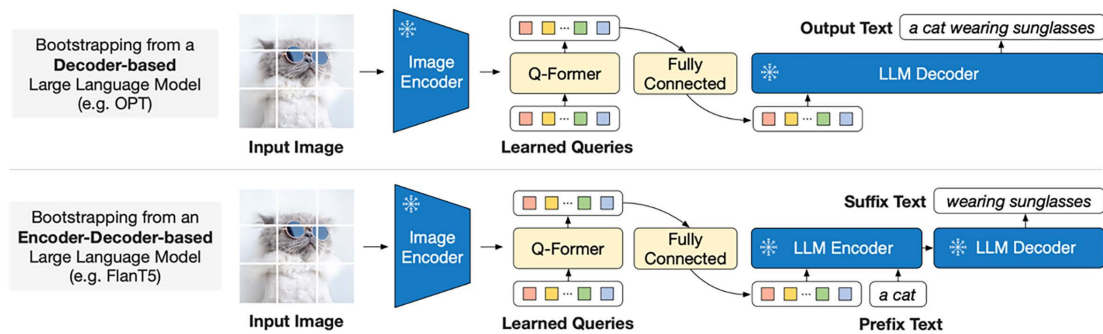 Bootstrapping from a
Decoder-based
Large Language Model
(e.g. OPT)
Input Image
Image
Encoder
Q-Former
Learned Queries
Fully
Connected
Output Text
a cat wearing sunglasses
LLM Decoder
Bootstrapping from an
Encoder-Decoder-based
Large Language Model
(e.g. FlanT5)
Input Image
Image
Encoder
Q-Former
Learned Queries
Fully
Connected
Suffix Text
wearing sunglasses
LLM Encoder
LLM Decoder
a cat
Prefix Text